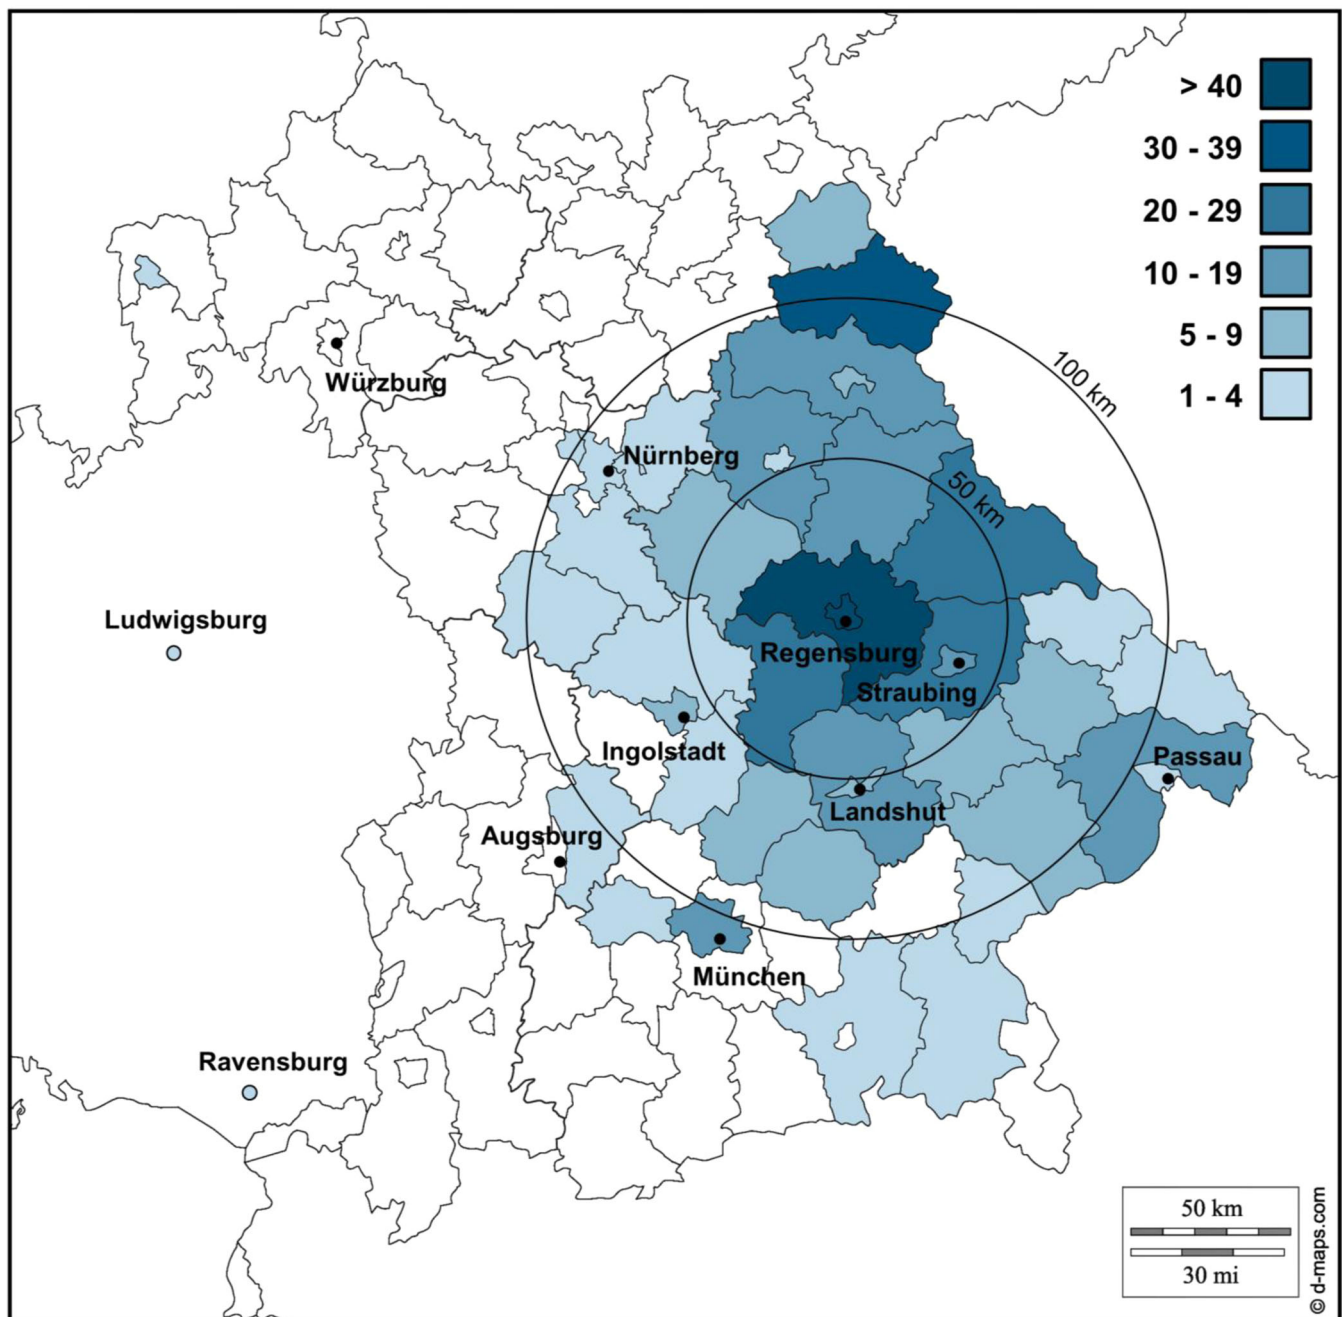 > 40
30 - 39
20 - 29
10 - 19
5 - 9
1 - 4
100 km
Würzburg
Nürnberg
50 km
Ludwigsburg
Regensburg
Straubing
Ingolstadt
Passau
Landshut
Augsburg
München
Ravensburg
50 km
30 mi
© d-maps.com